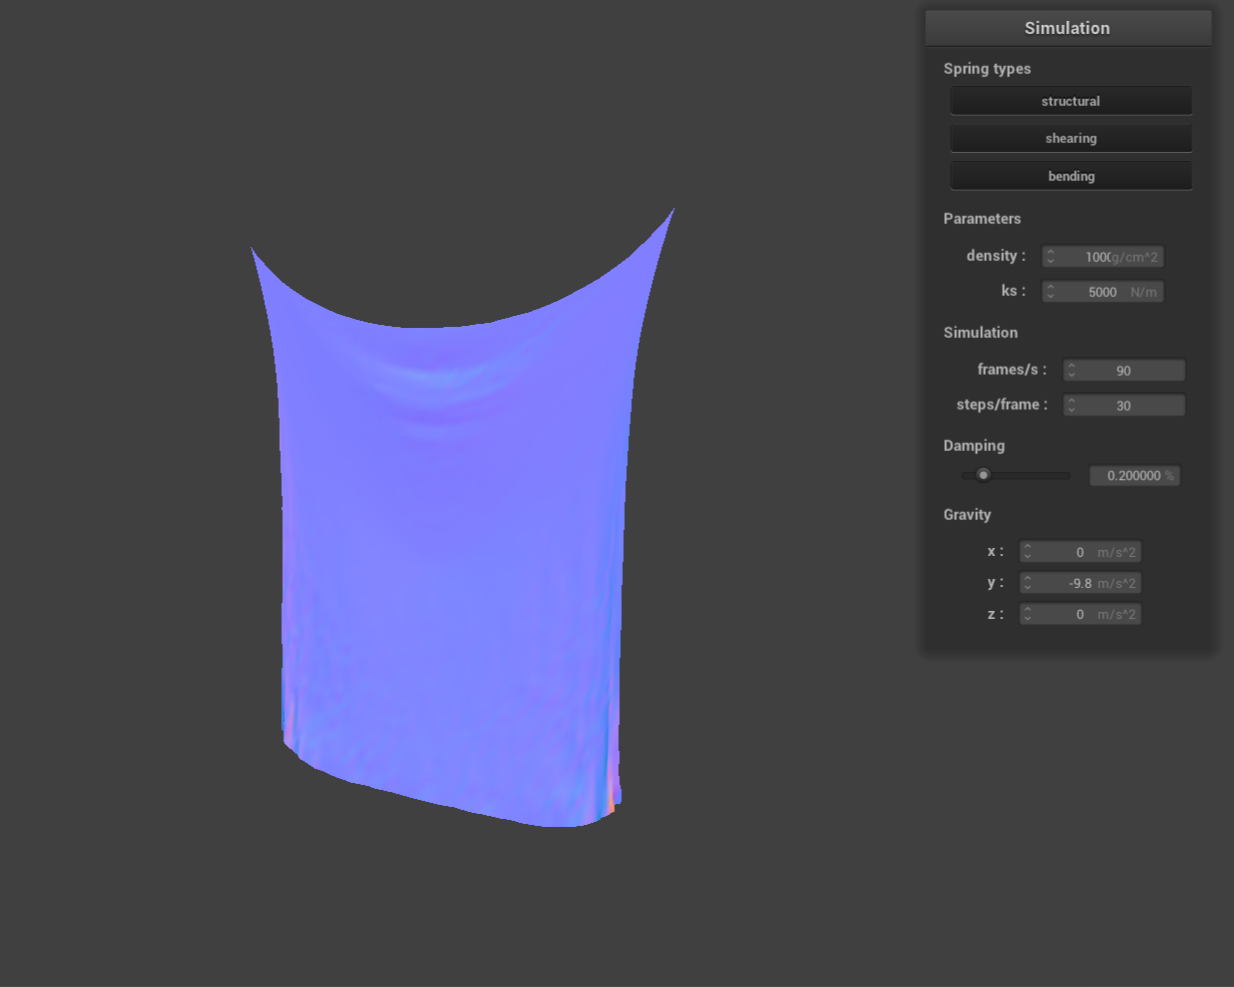 Simulation
Spring types
structural
shearing
bending
Parameters
density : 100 g/cm^2
ks : 5000 N/m
Simulation
frames/s : 90
steps/frame : 30
Damping
0.200000 %
Gravity
x : 0 m/s^2
y : -9.8 m/s^2
z : 0 m/s^2